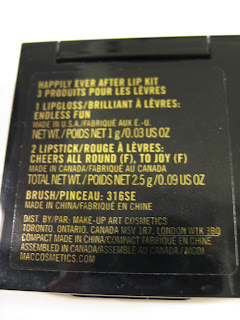 HAPPILY EVER AFTER LIP KIT
3 PRODUITS POUR LES LÈVRES
1 LIPGLOSS/BRILLIANT À LÈVRES:
ENDLESS FUN
MADE IN U.S.A./FABRIQUÉ AUX É.-U.
NET WT./POIDS NET 1 g/0.03 US OZ
2 LIPSTICK/ROUGE À LÈVRES:
CHEERS ALL ROUND (F), TO JOY (F)
MADE IN CANADA/FABRIQUÉ AU CANADA
TOTAL NET WT./POIDS NET 2.5 g/0.09 US OZ
BRUSH/PINCEAU: 316SE
MADE IN CHINA/FABRIQUÉ EN CHINE
DIST. BY/PAR: MAKE-UP ART COSMETICS
TORONTO, ONTARIO, CANADA M5V 1R7, LONDON W1K 3BQ
COMPACT MADE IN CHINA/COMPACT FABRIQUÉ EN CHINE
ASSEMBLED IN CANADA/ASSEMBLÉ AU CANADA
MACCOSMETICS.COM